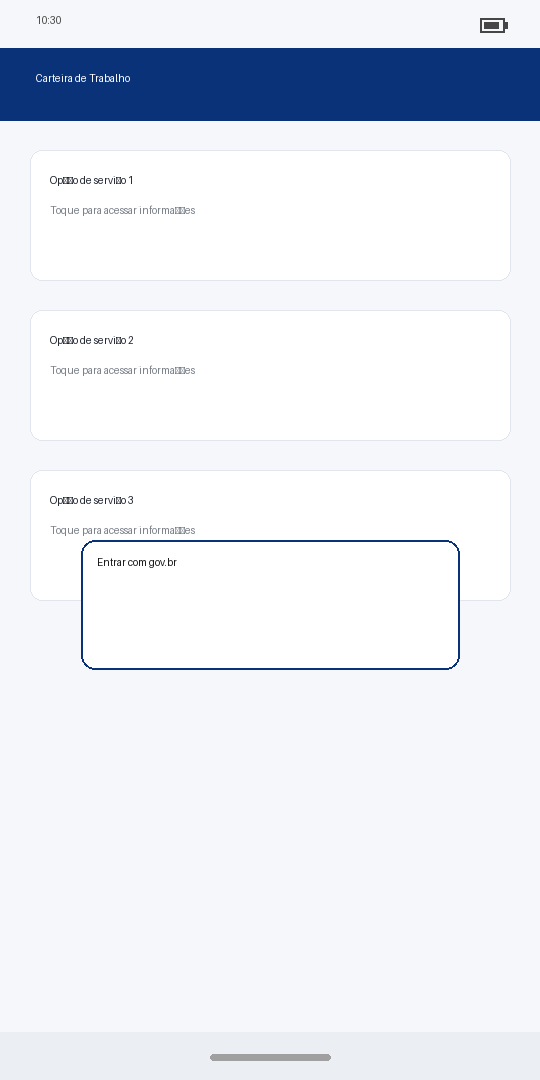 10:30
Carteira de Trabalho
de 1
Toque para acessar
de 2
Toque para acessar
de 3
Toque para acessar
Entrar com gov.br